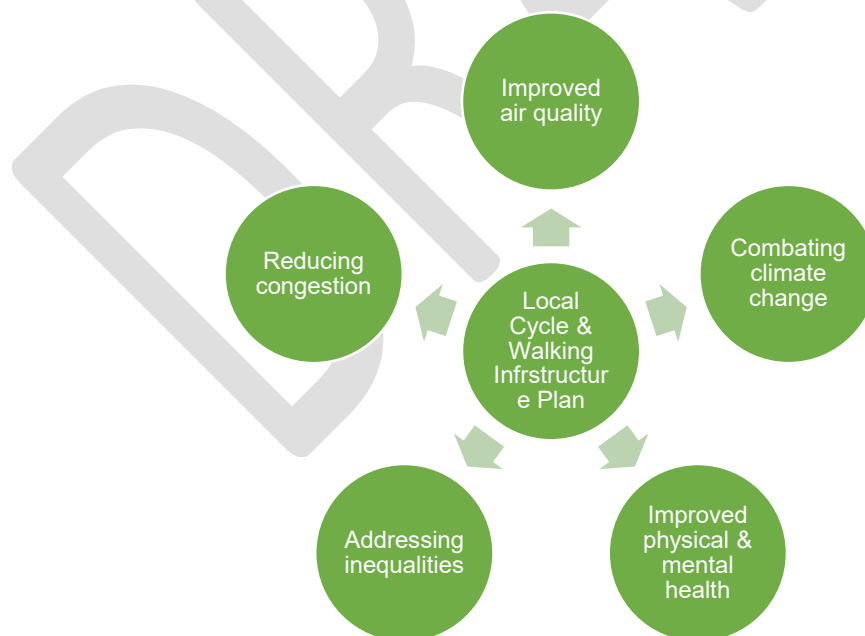 Improved
air quality
Reducing
congestion
Combating
climate
change
Local
Cycle &
Walking
Infrstructur
e Plan
Addressing
inequalities
Improved
physical &
mental
health